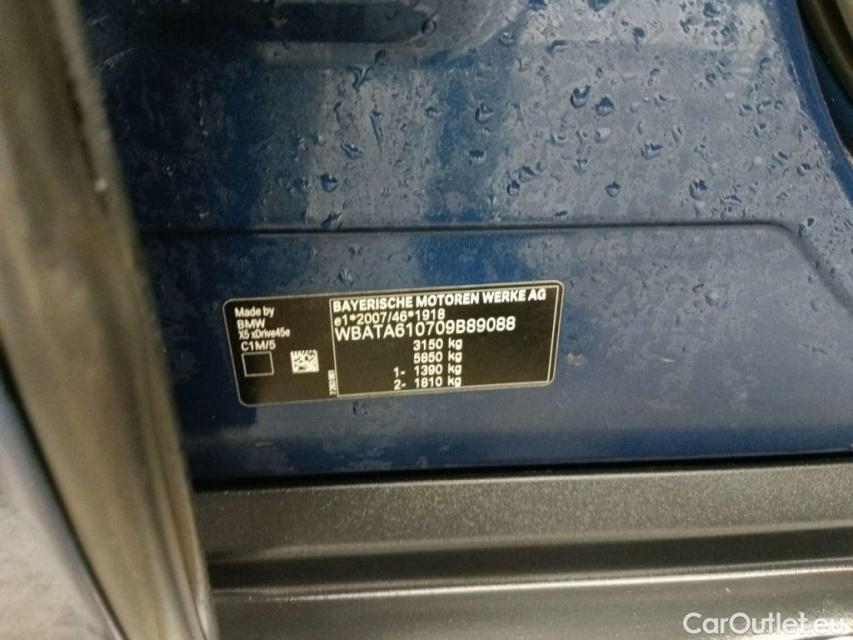 Made by
BMW
X5 xDrive45e
C1M/5
BAYERISCHE MOTOREN WERKE AG
e1*2007/46*1918
WBATA610709B89088
3150 kg
5850 kg
1- 1390 kg
2- 1810 kg
CarOutlet.eu